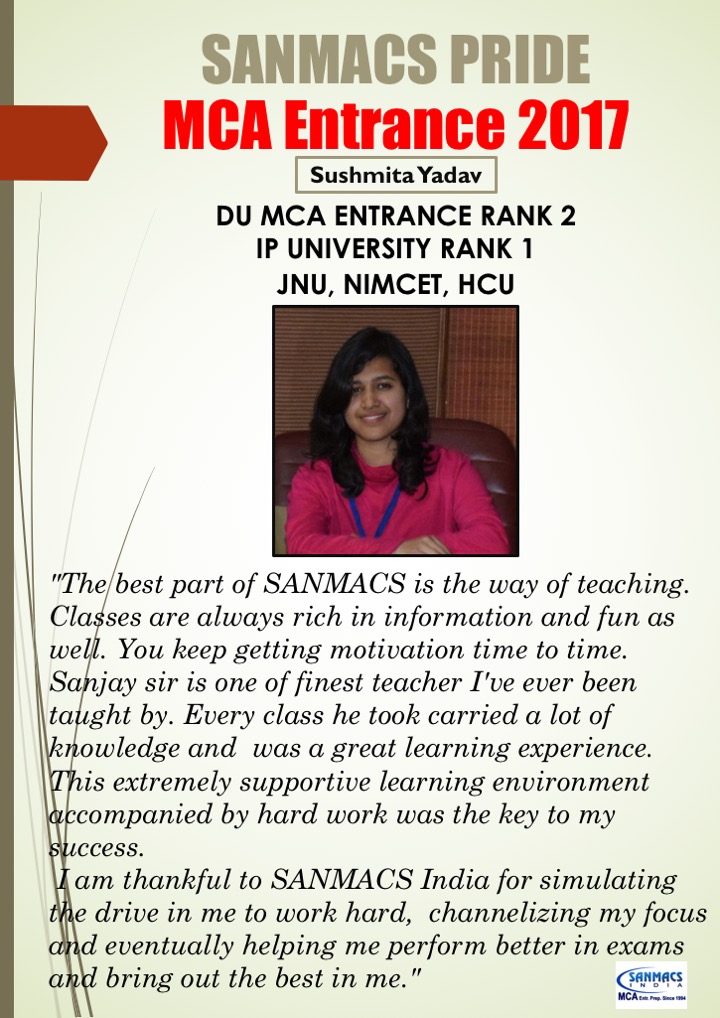 SANMACS PRIDE
MCA Entrance 2017
Sushmita Yadav
DU MCA ENTRANCE RANK 2
IP UNIVERSITY RANK 1
JNU, NIMCET, HCU
"The best part of SANMACS is the way of teaching.
Classes are always rich in information and fun as
well. You keep getting motivation time to time.
Sanjay sir is one of finest teacher I've ever been
taught by. Every class he took carried a lot of
knowledge and  was a great learning experience.
This extremely supportive learning environment
accompanied by hard work was the key to my
success.
I am thankful to SANMACS India for simulating
the drive in me to work hard,  channelizing my focus
and eventually helping me perform better in exams
and bring out the best in me."
SANMACS
INDIA
MCA Entr. Prep. Since 1994